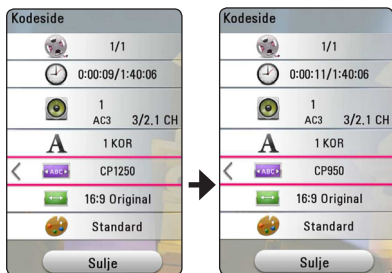 Kodeside
1/1
0:00:09/1:40:06
1
AC3 3/2.1 CH
A 1 KOR
ABC CP1250
16:9 Original
Standard
Sulje
Kodeside
1/1
0:00:11/1:40:06
1
AC3 3/2.1 CH
A 1 KOR
ABC CP950
16:9 Original
Standard
Sulje